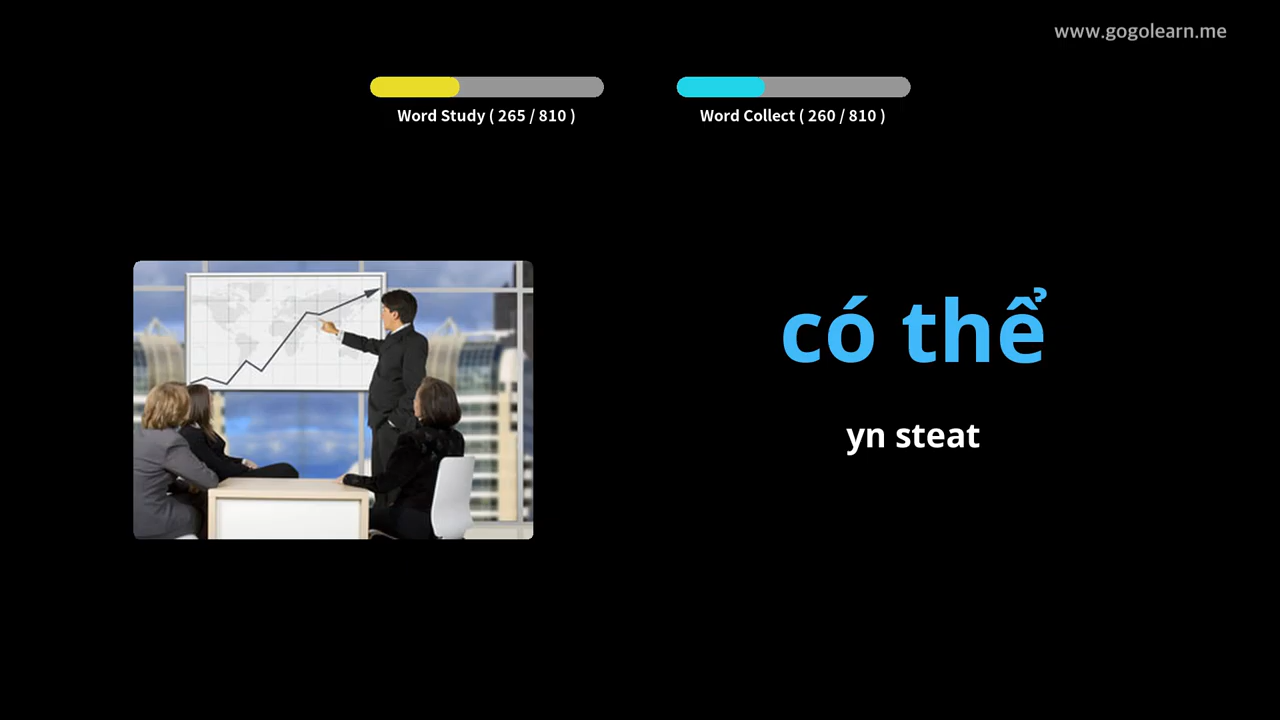 www.gogolearn.me
Word Study ( 265 / 810 )
Word Collect ( 260 / 810 )
có thể
yn steat